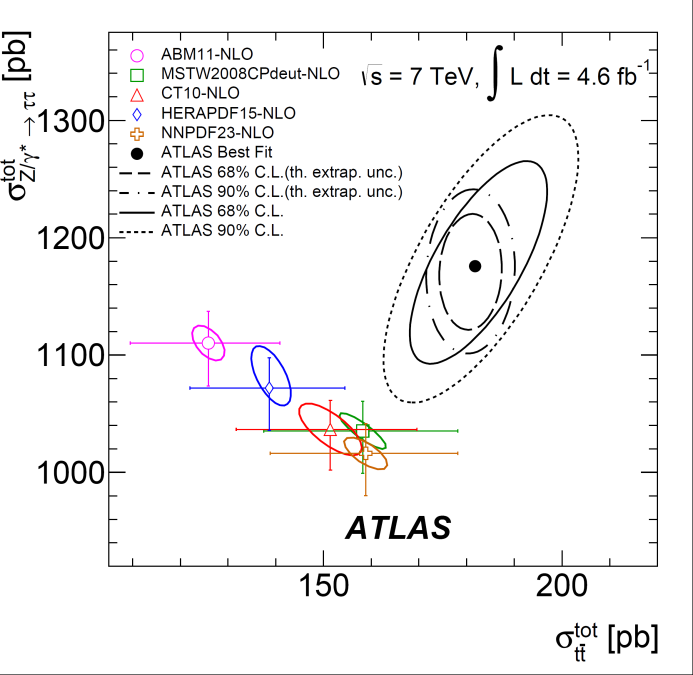 σ^tot_Z/γ* → ττ [pb]
ABM11-NLO
MSTW2008CPdeut-NLO
CT10-NLO
HERAPDF15-NLO
NNPDF23-NLO
ATLAS Best Fit
ATLAS 68% C.L.(th. extrap. unc.)
ATLAS 90% C.L.(th. extrap. unc.)
ATLAS 68% C.L.
ATLAS 90% C.L.
√s = 7 TeV, ∫ L dt = 4.6 fb⁻¹
1300
1200
1100
1000
ATLAS
150 200
σ^tot_tt̄ [pb]